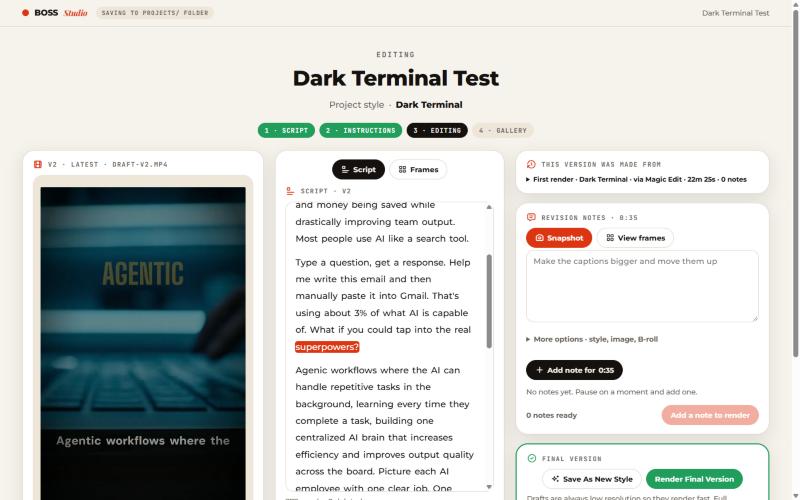 BOSS Studio SAVING TO PROJECTS/ FOLDER
Dark Terminal Test
EDITING
Dark Terminal Test
Project style · Dark Terminal
1 · SCRIPT
2 · INSTRUCTIONS
3 · EDITING
4 · GALLERY
V2 · LATEST · DRAFT-V2.MP4
AGENTIC
Agentic workflows where the
Script
Frames
SCRIPT · V2
and money being saved while
drastically improving team output.
Most people use AI like a search tool.
Type a question, get a response. Help
me write this email and then
manually paste it into Gmail. That's
using about 3% of what AI is capable
of. What if you could tap into the real
superpowers?
Agenic workflows where the AI can
handle repetitive tasks in the
background, learning every time they
complete a task, building one
centralized AI brain that increases
efficiency and improves output quality
across the board. Picture each AI
employee with one clear job. One
THIS VERSION WAS MADE FROM
First render · Dark Terminal · via Magic Edit · 22m 25s · 0 notes
REVISION NOTES · 0:35
Snapshot
View frames
Make the captions bigger and move them up
More options · style, image, B-roll
+ Add note for 0:35
No notes yet. Pause on a moment and add one.
0 notes ready
Add a note to render
FINAL VERSION
Save As New Style
Render Final Version
Drafts are always low resolution so they render fast. Full